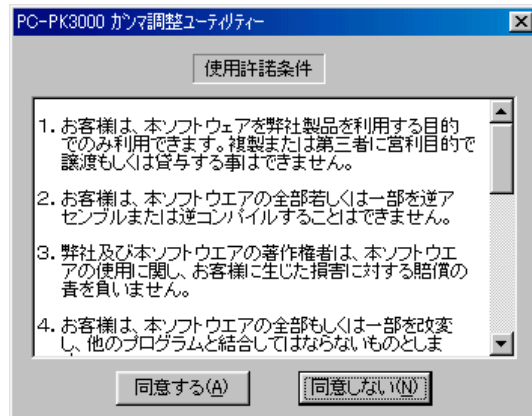 PC-PK3000 ガンマ調整ユーティリティー
使用許諾条件
1. お客様は、本ソフトウェアを弊社製品を利用する目的
でのみ利用できます。複製または第三者に営利目的で
譲渡もしくは貸与する事はできません。
2. お客様は、本ソフトウエアの全部若しくは一部を逆ア
センブルまたは逆コンパイルすることはできません。
3. 弊社及び本ソフトウエアの著作権者は、本ソフトウエ
アの使用に関し、お客様に生じた損害に対する賠償の
責を負いません。
4. お客様は、本ソフトウエアの全部もしくは一部を改変
し、他のプログラムと結合してはならないものとしま
同意する(A)
同意しない(N)